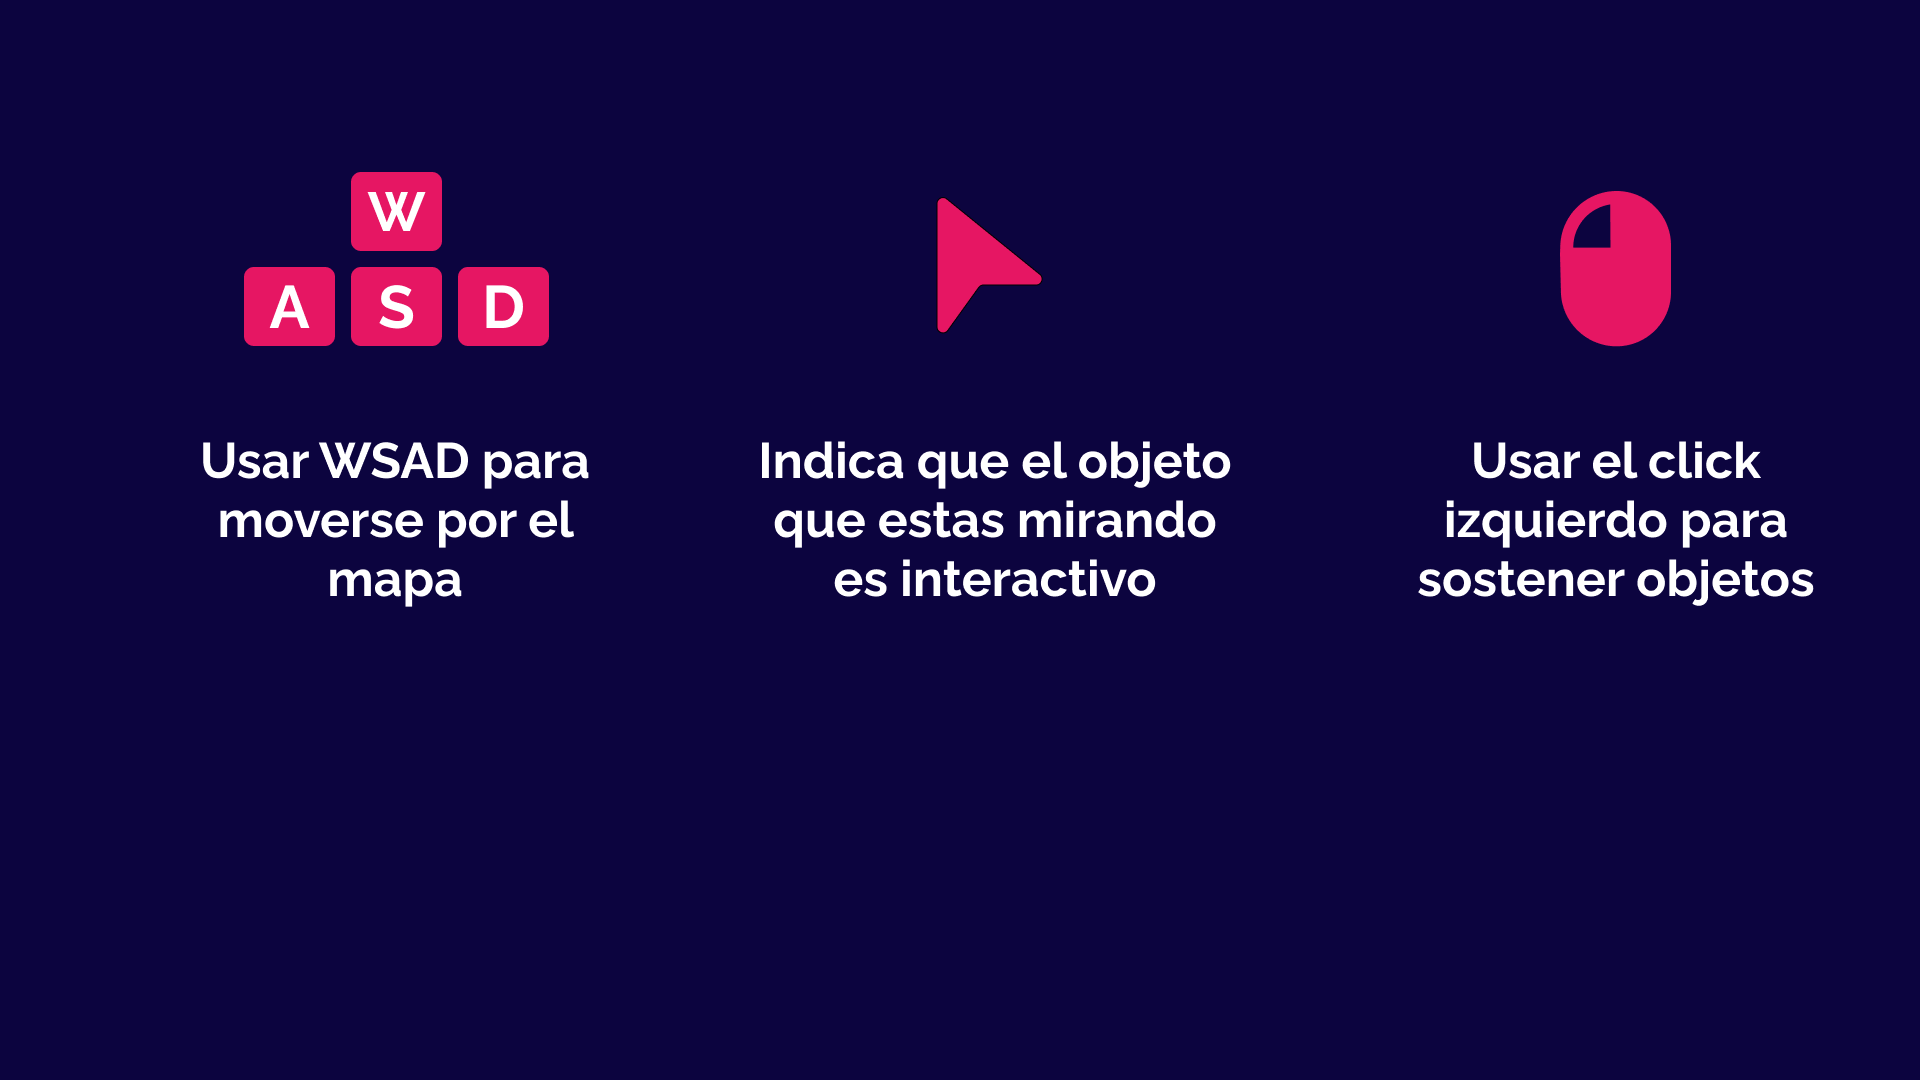 W
A S D
Usar WSAD para
moverse por el
mapa
Indica que el objeto
que estas mirando
es interactivo
Usar el click
izquierdo para
sostener objetos